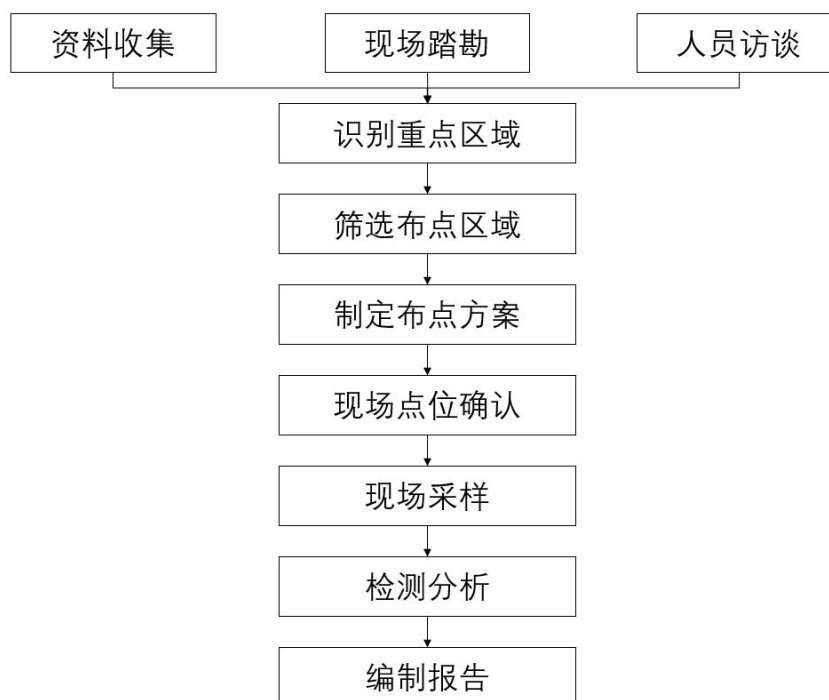 资料收集
现场踏勘
人员访谈
识别重点区域
筛选布点区域
制定布点方案
现场点位确认
现场采样
检测分析
编制报告